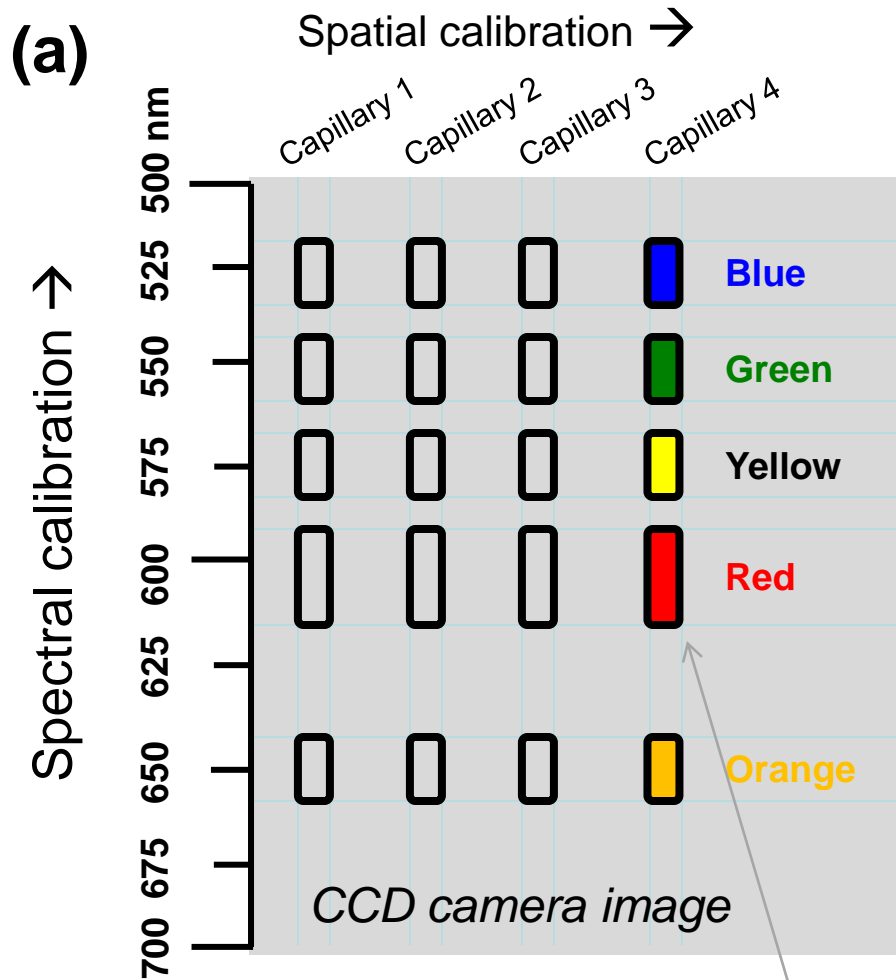 (a)
Spatial calibration →
Capillary 1
Capillary 2
Capillary 3
Capillary 4
Spectral calibration →
500 nm
525
550
575
600
625
650
675
700
Blue
Green
Yellow
Red
Orange
CCD camera image